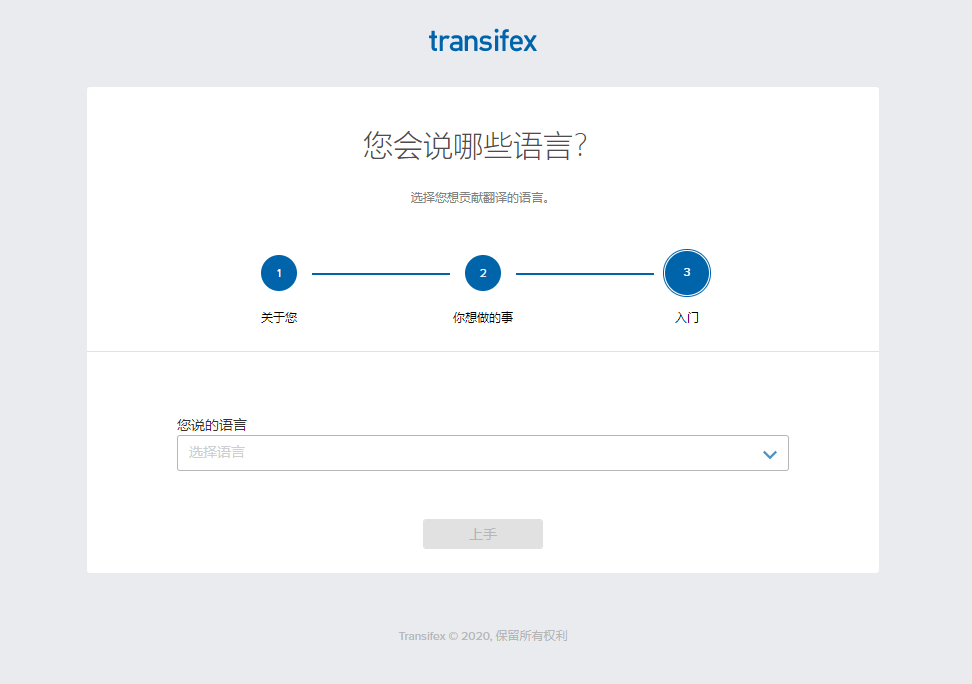 transifex
您会说哪些语言？
选择您想贡献翻译的语言。
1
2
3
关于您
你想做的事
入门
您说的语言
选择语言
上手
Transifex © 2020, 保留所有权利